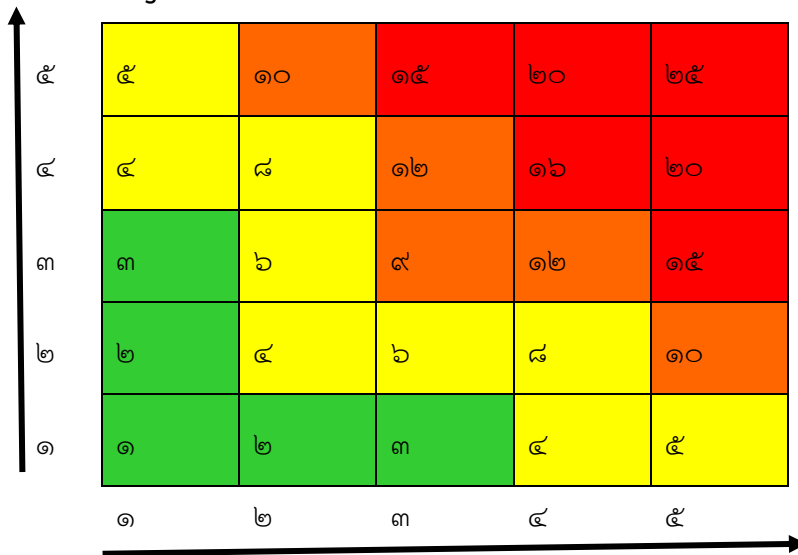 ๕ ๕ ๑๐ ๑๕ ๒๐ ๒๕
๔ ๔ ๘ ๑๒ ๑๖ ๒๐
๓ ๓ ๖ ๙ ๑๒ ๑๕
๒ ๒ ๔ ๖ ๘ ๑๐
๑ ๑ ๒ ๓ ๔ ๕
๑ ๒ ๓ ๔ ๕